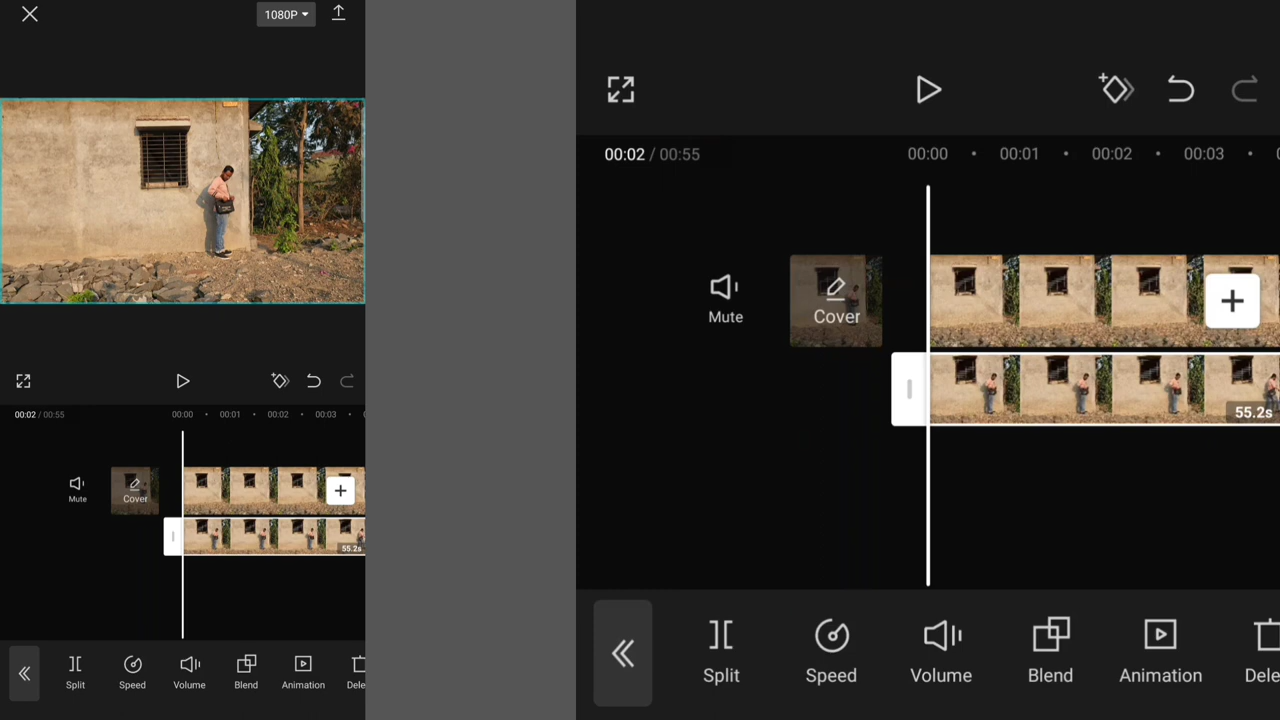 1080P
00:02 / 00:55
00:00
00:01
00:02
00:03
Mute
Cover
55.2s
Split
Speed
Volume
Blend
Animation
Dele
00:02 / 00:55
00:00
00:01
00:02
00:03
Mute
Cover
55.2s
Split
Speed
Volume
Blend
Animation
Dele